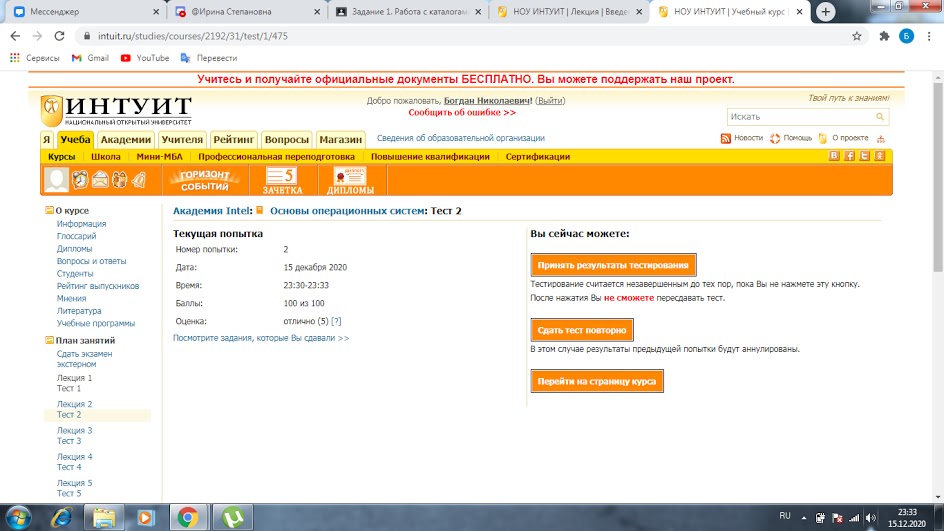 Мессенджер
@Ирина Степановна
Задание 1. Работа с каталогам
НОУ ИНТУИТ | Лекция | Введе
НОУ ИНТУИТ | Учебный курс |
intuit.ru/studies/courses/2192/31/test/1/475
Б
Сервисы
Gmail
YouTube
Перевести
Учитесь и получайте официальные документы БЕСПЛАТНО. Вы можете поддержать наш проект.
ИНТУИТ
НАЦИОНАЛЬНЫЙ ОТКРЫТЫЙ УНИВЕРСИТЕТ
Добро пожаловать, Богдан Николаевич! (Выйти)
Сообщить об ошибке >>
Твой путь к знаниям!
Искать
Я
Учеба
Академии
Учителя
Рейтинг
Вопросы
Магазин
Сведения об образовательной организации
Новости
Помощь
О проекте
Курсы
Школа
Мини-МБА
Профессиональная переподготовка
Повышение квалификации
Сертификации
ГОРИЗОНТ
СОБЫТИЙ
5
ЗАЧЕТКА
ДИПЛОМЫ
О курсе
Информация
Глоссарий
Дипломы
Вопросы и ответы
Студенты
Рейтинг выпускников
Мнения
Литература
Учебные программы
План занятий
Сдать экзамен
экстерном
Лекция 1
Тест 1
Лекция 2
Тест 2
Лекция 3
Тест 3
Лекция 4
Тест 4
Лекция 5
Тест 5
Академия Intel: Основы операционных систем: Тест 2
Текущая попытка
Номер попытки: 2
Дата: 15 декабря 2020
Время: 23:30-23:33
Баллы: 100 из 100
Оценка: отлично (5) [?]
Посмотрите задания, которые Вы сдавали >>
Вы сейчас можете:
Принять результаты тестирования
Тестирование считается незавершенным до тех пор, пока Вы не нажмете эту кнопку.
После нажатия Вы не сможете пересдавать тест.
Сдать тест повторно
В этом случае результаты предыдущей попытки будут аннулированы.
Перейти на страницу курса
RU
23:33
15.12.2020